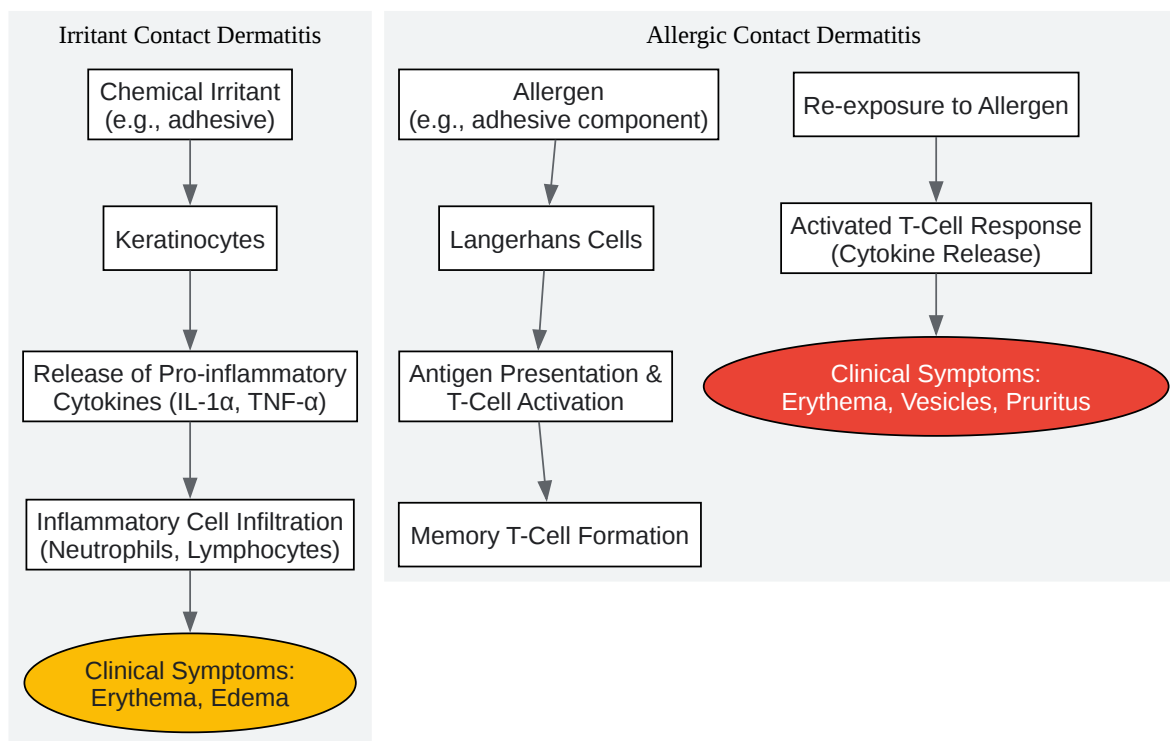 Irritant Contact Dermatitis
Chemical Irritant
(e.g., adhesive)
Keratinocytes
Release of Pro-inflammatory
Cytokines (IL-1α, TNF-α)
Inflammatory Cell Infiltration
(Neutrophils, Lymphocytes)
Clinical Symptoms:
Erythema, Edema
Allergic Contact Dermatitis
Allergen
(e.g., adhesive component)
Langerhans Cells
Antigen Presentation &
T-Cell Activation
Memory T-Cell Formation
Re-exposure to Allergen
Activated T-Cell Response
(Cytokine Release)
Clinical Symptoms:
Erythema, Vesicles, Pruritus